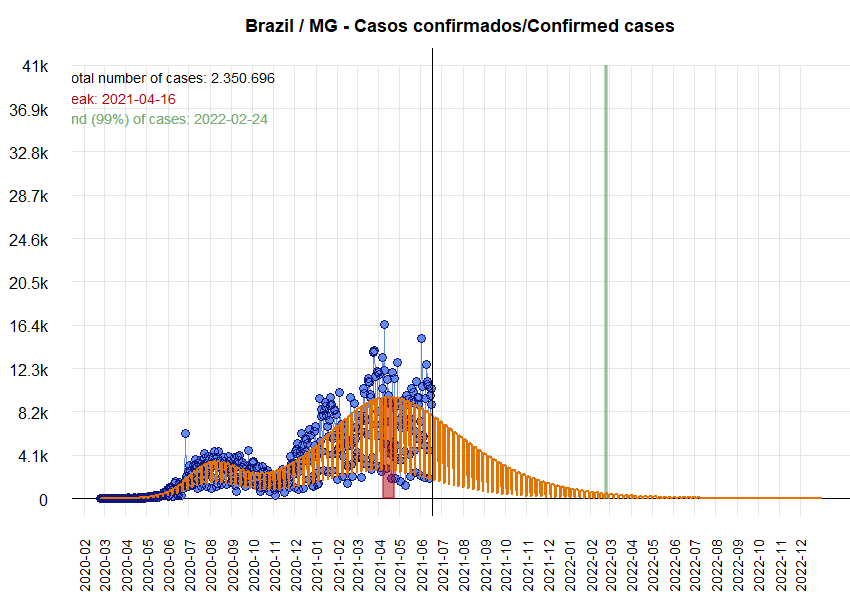 Brazil / MG - Casos confirmados/Confirmed cases
41k
otal number of cases: 2.350.696
eak: 2021-04-16
36.9k
nd (99%) of cases: 2022-02-24
32.8k
28.7k
24.6k
20.5k
16.4k
12.3k
8.2k
4.1k
0
2020-02
2020-03
2020-04
2020-05
2020-06
2020-07
2020-08
2020-09
2020-10
2020-11
2020-12
2021-01
2021-02
2021-03
2021-04
2021-05
2021-06
2021-07
2021-08
2021-09
2021-10
2021-11
2021-12
2022-01
2022-02
2022-03
2022-04
2022-05
2022-06
2022-07
2022-08
2022-09
2022-10
2022-11
2022-12